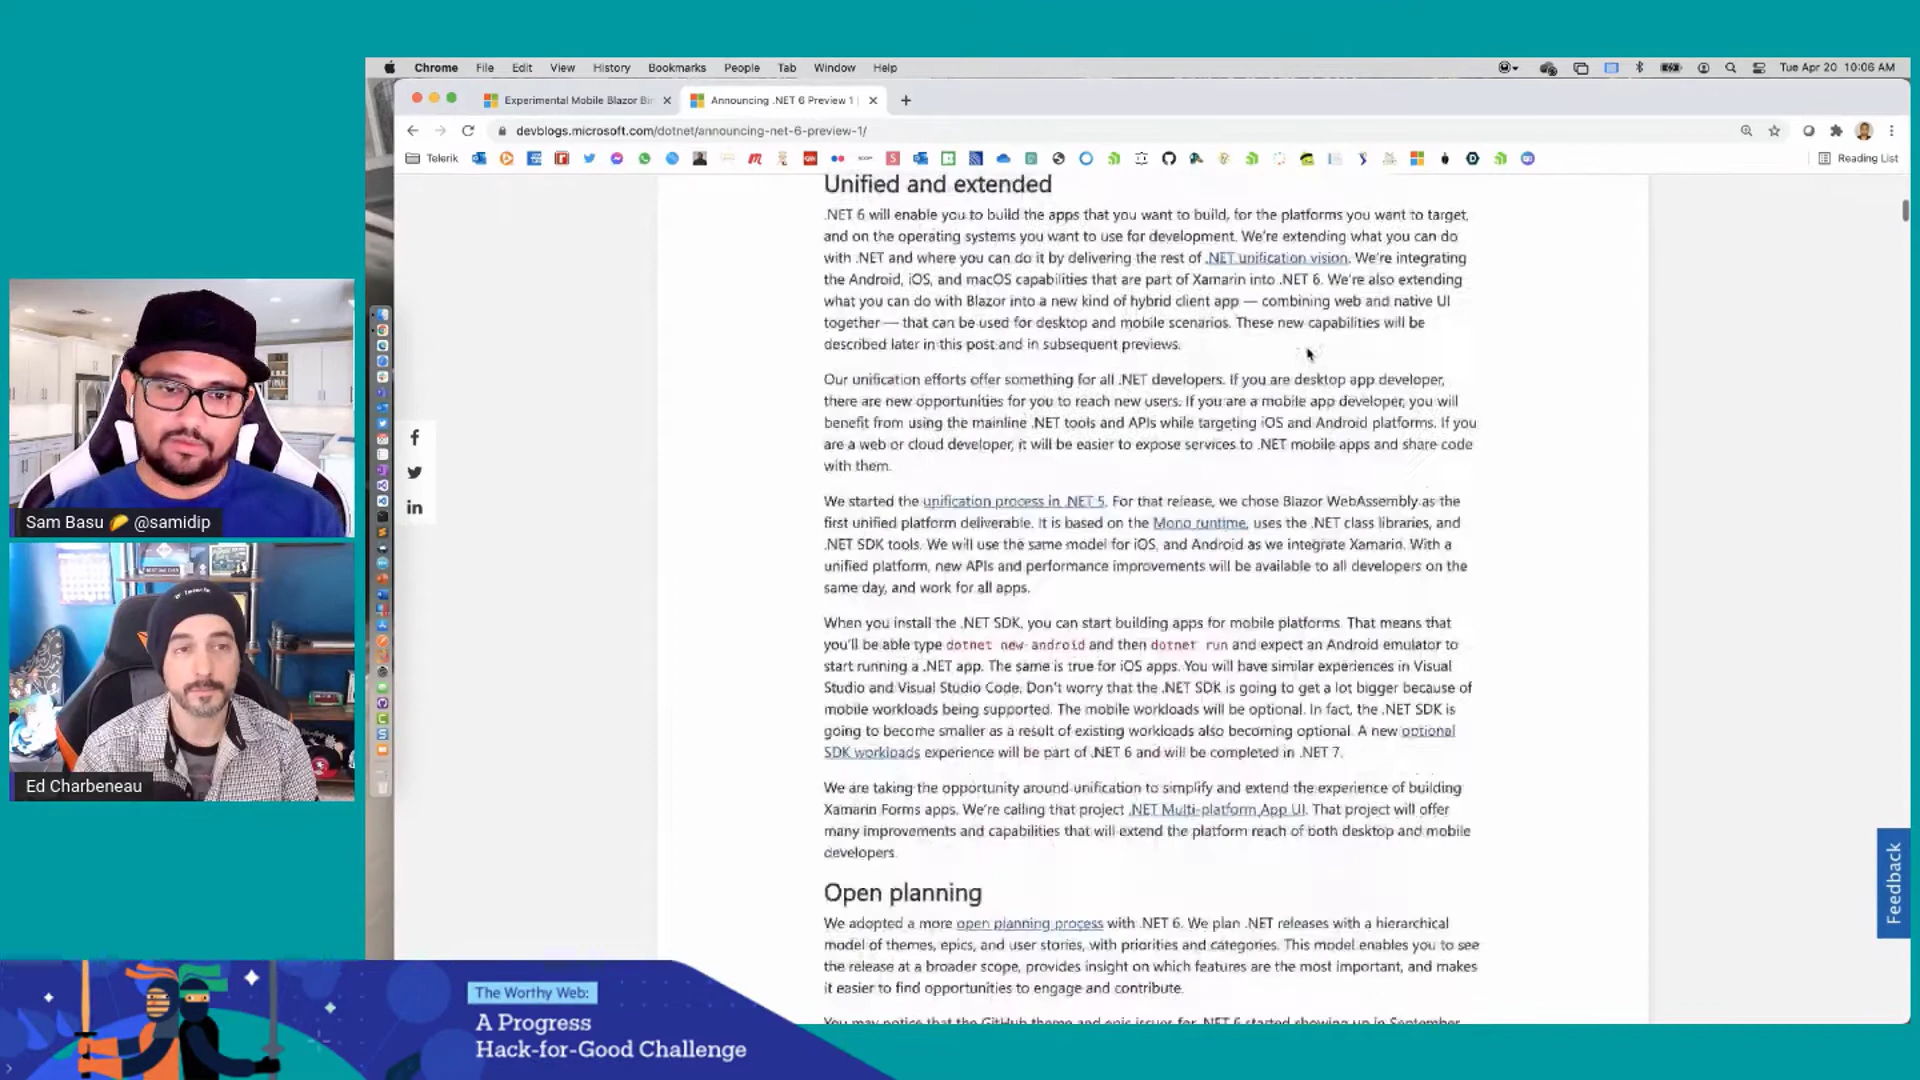 Chrome File Edit View History Bookmarks People Tab Window Help
Tue Apr 20 10:06 AM
Experimental Mobile Blazor Bin
Announcing .NET 6 Preview 1
devblogs.microsoft.com/dotnet/announcing-net-6-preview-1/
Telerik
Reading List
Unified and extended
.NET 6 will enable you to build the apps that you want to build, for the platforms you want to target,
and on the operating systems you want to use for development. We're extending what you can do
with .NET and where you can do it by delivering the rest of .NET unification vision. We're integrating
the Android, iOS, and macOS capabilities that are part of Xamarin into .NET 6. We're also extending
what you can do with Blazor into a new kind of hybrid client app — combining web and native UI
together — that can be used for desktop and mobile scenarios. These new capabilities will be
described later in this post and in subsequent previews.
Our unification efforts offer something for all .NET developers. If you are desktop app developer,
there are new opportunities for you to reach new users. If you are a mobile app developer, you will
benefit from using the mainline .NET tools and APIs while targeting iOS and Android platforms. If you
are a web or cloud developer, it will be easier to expose services to .NET mobile apps and share code
with them.
We started the unification process in .NET 5. For that release, we chose Blazor WebAssembly as the
first unified platform deliverable. It is based on the Mono runtime, uses the .NET class libraries, and
.NET SDK tools. We will use the same model for iOS, and Android as we integrate Xamarin. With a
unified platform, new APIs and performance improvements will be available to all developers on the
same day, and work for all apps.
When you install the .NET SDK, you can start building apps for mobile platforms. That means that
you'll be able type dotnet new android and then dotnet run and expect an Android emulator to
start running a .NET app. The same is true for iOS apps. You will have similar experiences in Visual
Studio and Visual Studio Code. Don't worry that the .NET SDK is going to get a lot bigger because of
mobile workloads being supported. The mobile workloads will be optional. In fact, the .NET SDK is
going to become smaller as a result of existing workloads also becoming optional. A new optional
SDK workloads experience will be part of .NET 6 and will be completed in .NET 7.
We are taking the opportunity around unification to simplify and extend the experience of building
Xamarin Forms apps. We're calling that project .NET Multi-platform App UI. That project will offer
many improvements and capabilities that will extend the platform reach of both desktop and mobile
developers.
Open planning
We adopted a more open planning process with .NET 6. We plan .NET releases with a hierarchical
model of themes, epics, and user stories, with priorities and categories. This model enables you to see
the release at a broader scope, provides insight on which features are the most important, and makes
it easier to find opportunities to engage and contribute.
You may notice that the GitHub theme and epic issues for .NET 6 started showing up in September
Feedback
Sam Basu 🌮 @samidip
Ed Charbeneau
The Worthy Web:
A Progress
Hack-for-Good Challenge